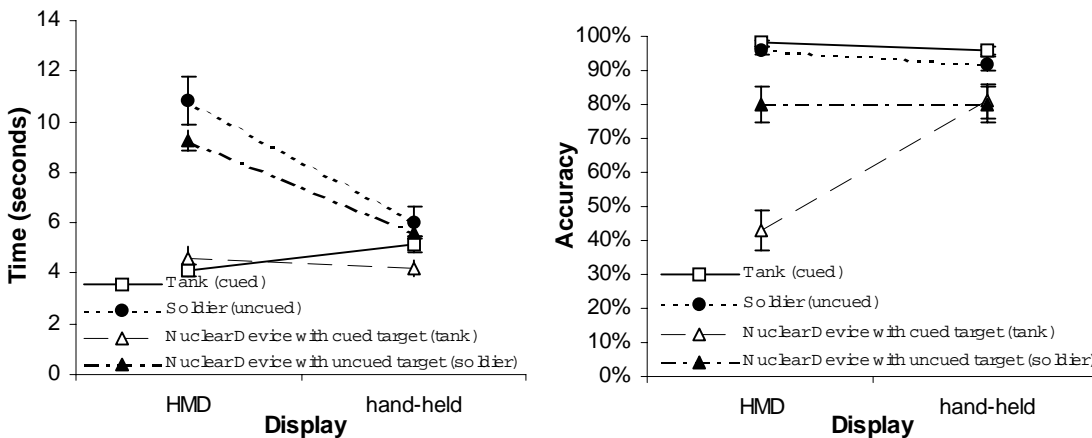 14
12
10
8
6
4
2
0
Time (seconds)
Tank (cued)
Soldier (uncued)
Nuclear Device with cued target (tank)
Nuclear Device with uncued target (soldier)
HMD
hand-held
Display
100%
90%
80%
70%
60%
50%
40%
30%
20%
10%
0%
Accuracy
Tank (cued)
Soldier (uncued)
Nuclear Device with cued target (tank)
Nuclear Device with uncued target (soldier)
HMD
hand-held
Display